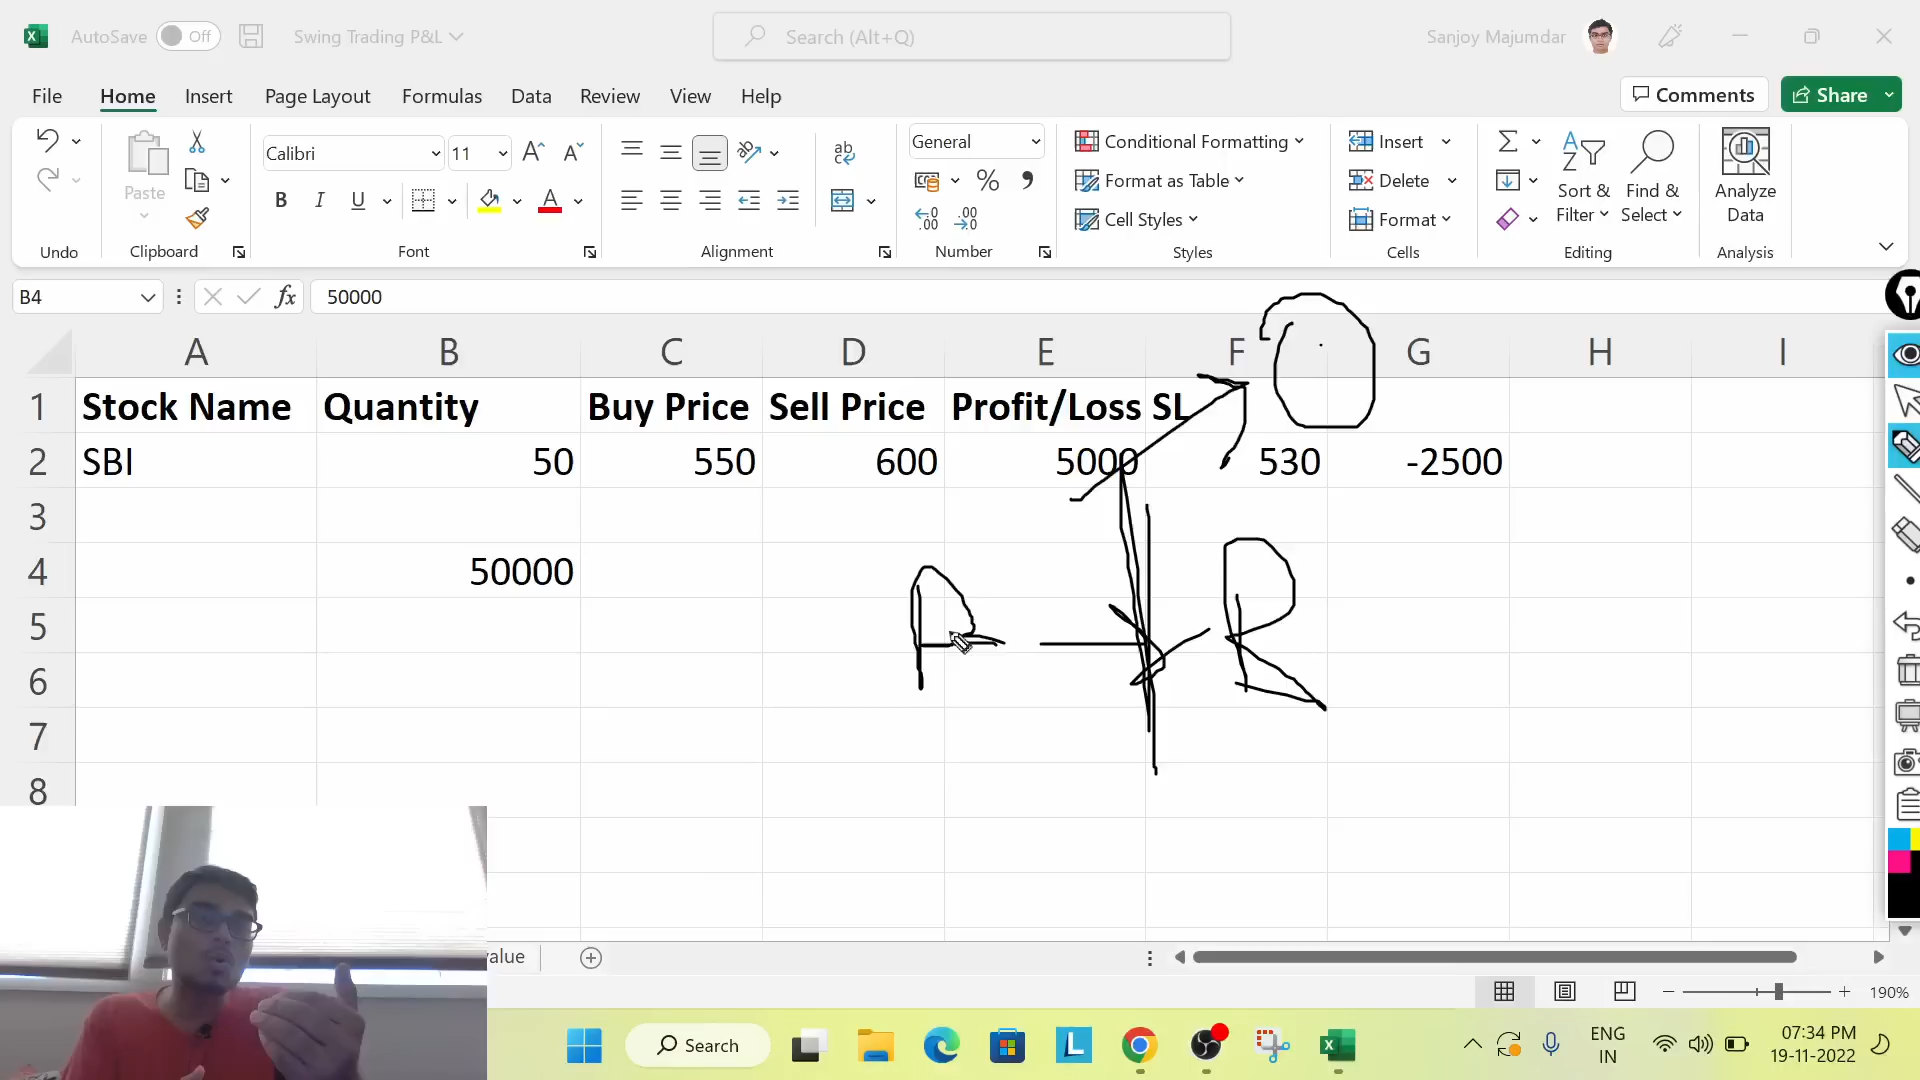 AutoSave Off Swing Trading P&L Search (Alt+Q) Sanjoy Majumdar
File Home Insert Page Layout Formulas Data Review View Help Comments Share
Calibri 11 General Conditional Formatting Insert
Paste Format as Table Delete Sort & Filter Find & Select Analyze Data
B I U Cell Styles Format
Undo Clipboard Font Alignment Number Styles Cells Editing Analysis
B4 fx 50000
A B C D E F G H I
1 Stock Name Quantity Buy Price Sell Price Profit/Loss SL
2 SBI 50 550 600 5000 530 -2500
3
4 50000
5
6
7
8
P R
alue
190%
Search ENG IN 07:34 PM 19-11-2022